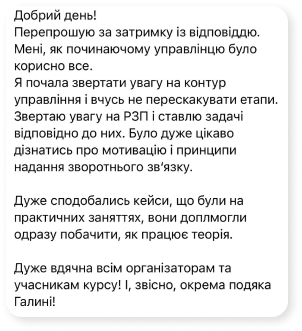 Добрий день!
Перепрошую за затримку із відповіддю.
Мені, як починаючому управлінцю було
корисно все.
Я почала звертати увагу на контур
управління і вчусь не перескакувати етапи.
Звертаю увагу на РЗП і ставлю задачі
відповідно до них. Було дуже цікаво
дізнатись про мотивацію і принципи
надання зворотнього зв’язку.

Дуже сподобались кейси, що були на
практичних заняттях, вони доплмогли
одразу побачити, як працює теорія.

Дуже вдячна всім організаторам та
учасникам курсу! І, звісно, окрема подяка
Галині!